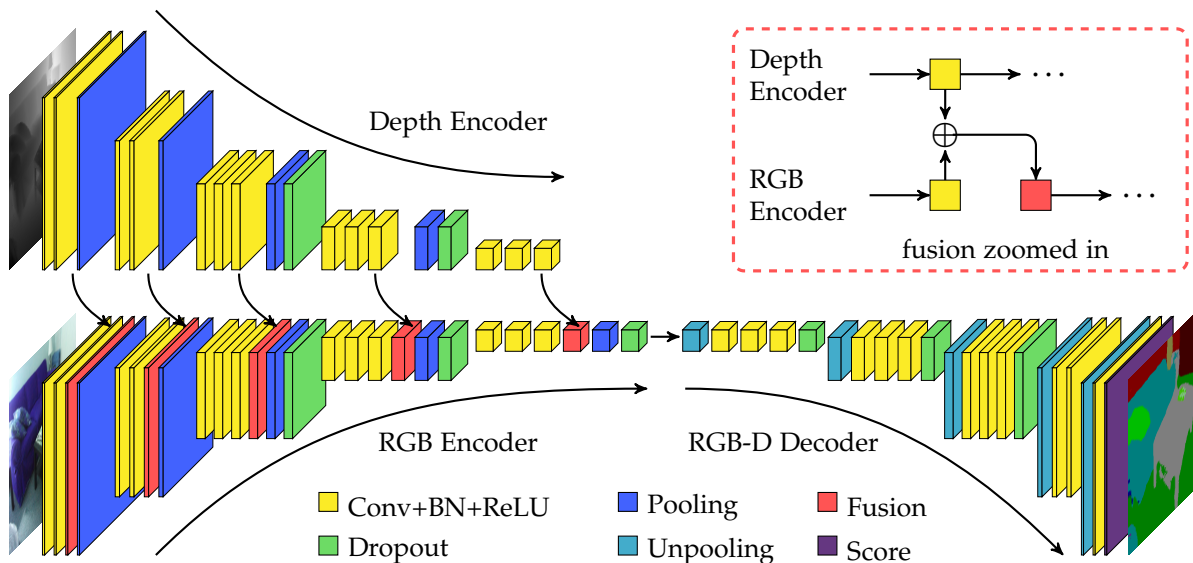 Depth Encoder
Depth
Encoder
· · ·
RGB
Encoder
· · ·
fusion zoomed in
RGB Encoder
RGB-D Decoder
Conv+BN+ReLU
Pooling
Fusion
Dropout
Unpooling
Score